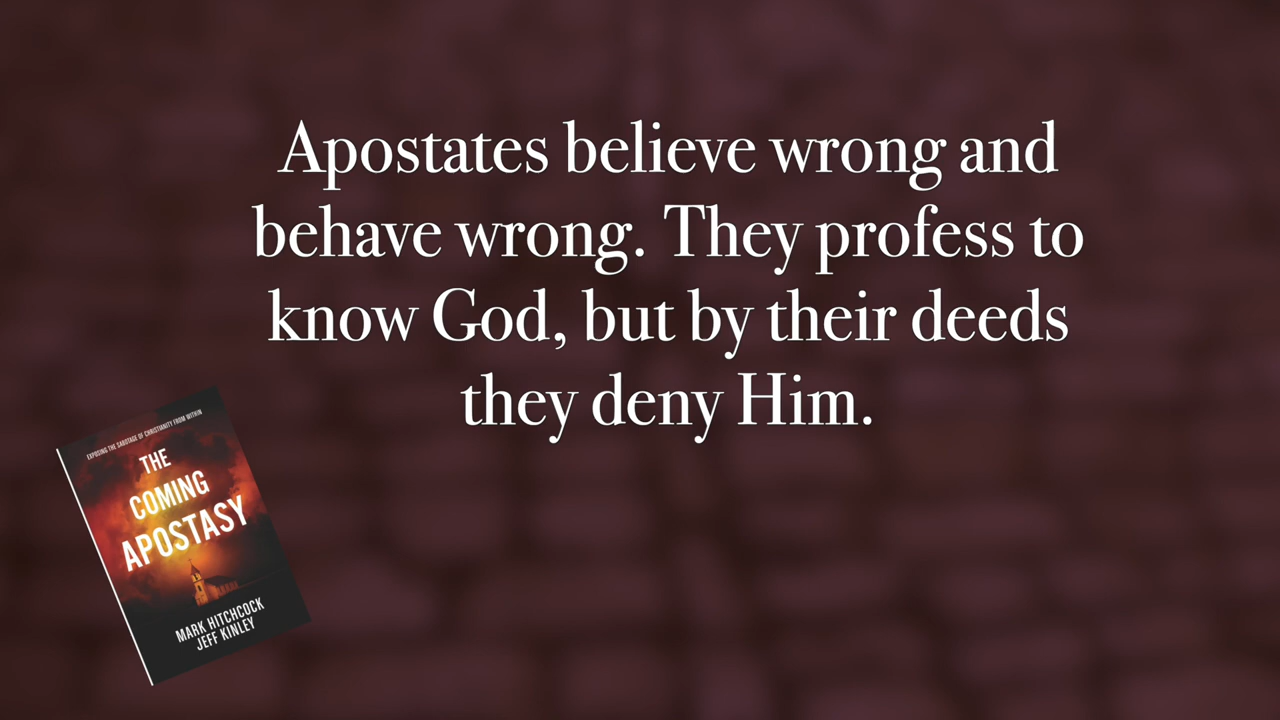 Apostates believe wrong and
behave wrong. They profess to
know God, but by their deeds
they deny Him.
EXPOSING THE SABOTAGE OF CHRISTIANITY FROM WITHIN
THE
COMING
APOSTASY
MARK HITCHCOCK
JEFF KINLEY